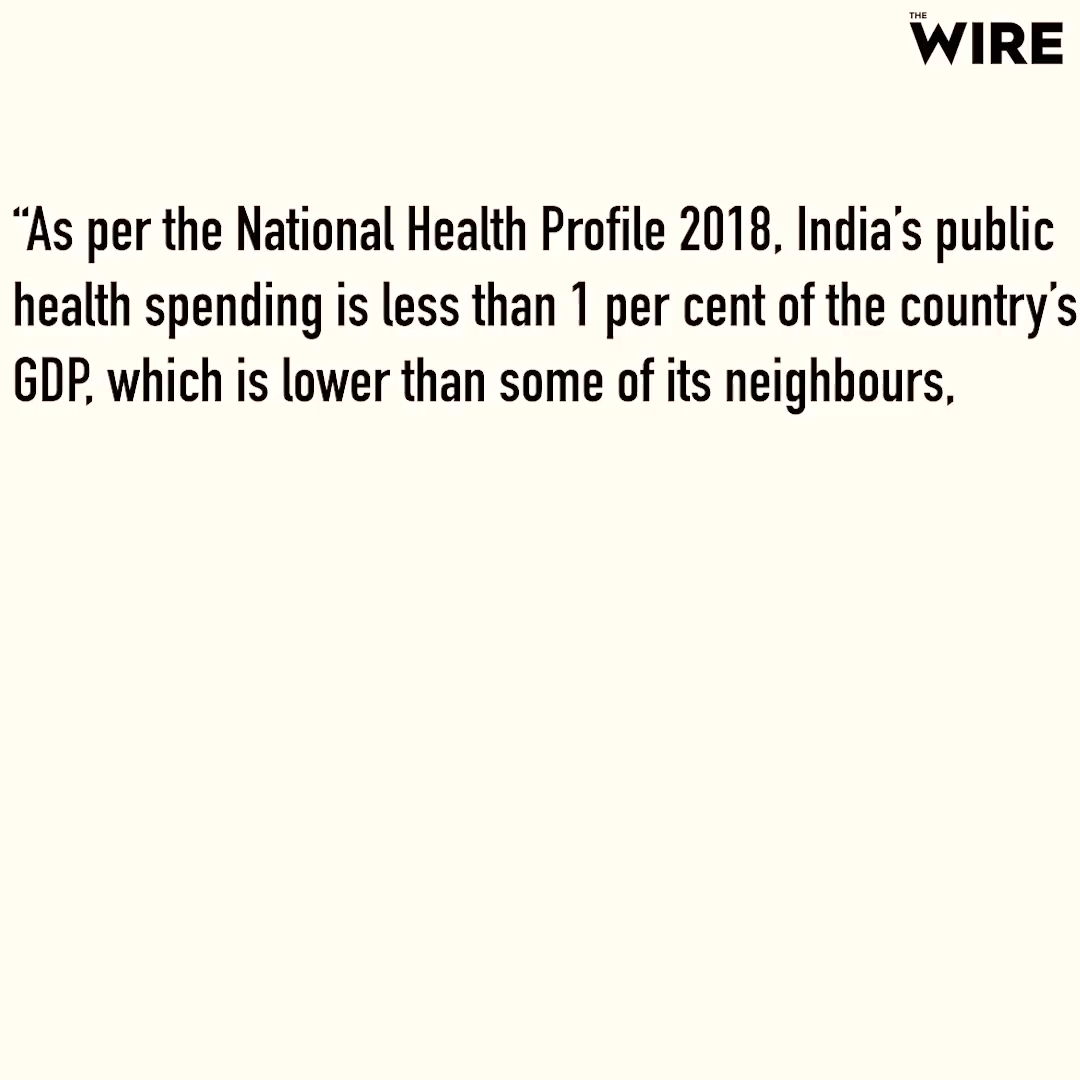 THE
WIRE
“As per the National Health Profile 2018, India’s public
health spending is less than 1 per cent of the country’s
GDP, which is lower than some of its neighbours,